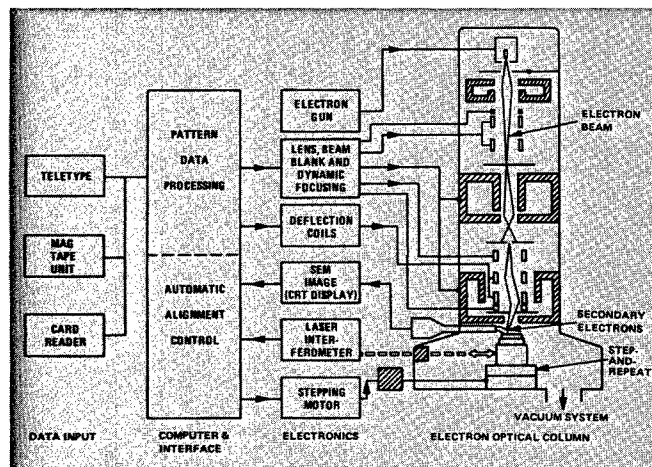 TELETYPE
MAG
TAPE
UNIT
CARD
READER
DATA INPUT
PATTERN
DATA
PROCESSING
AUTOMATIC
ALIGNMENT
CONTROL
COMPUTER &
INTERFACE
ELECTRON
GUN
LENS, BEAM
BLANK AND
DYNAMIC
FOCUSING
DEFLECTION
COILS
SEM
IMAGE
(CRT DISPLAY)
LASER INTER-
FEROMETER
STEPPING
MOTOR
ELECTRONICS
ELECTRON
BEAM
SECONDARY
ELECTRONS
STEP-
AND-
REPEAT
VACUUM SYSTEM
ELECTRON OPTICAL COLUMN